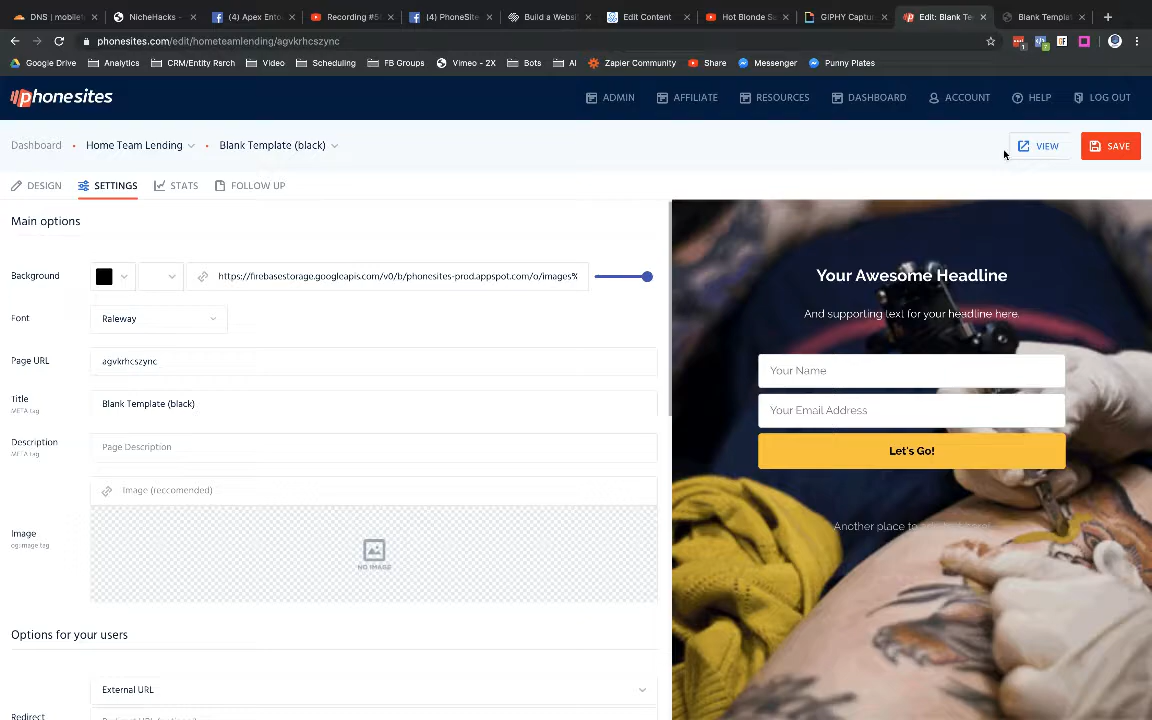 DNS | mobile
NicheHacks -
(4) Apex Ento
Recording #5
(4) PhoneSite
Build a Websi
Edit Content
Hot Blonde S
GIPHY Captur
Edit: Blank Te
Blank Templat
phonesites.com/edit/hometeamlending/agvkrhcszync
Google Drive
Analytics
CRM/Entity Rsrch
Video
Scheduling
FB Groups
Vimeo - 2X
Bots
AI
Zapier Community
Share
Messenger
Punny Plates
phonesites
ADMIN
AFFILIATE
RESOURCES
DASHBOARD
ACCOUNT
HELP
LOG OUT
Dashboard • Home Team Lending • Blank Template (black)
VIEW
SAVE
DESIGN
SETTINGS
STATS
FOLLOW UP
Main options
Background
https://firebasestorage.googleapis.com/v0/b/phonesites-prod.appspot.com/o/images%
Font
Raleway
Page URL
agvkrhcszync
Title
META tag
Blank Template (black)
Description
META tag
Page Description
Image (reccomended)
Image
og:image tag
NO IMAGE
Options for your users
External URL
Redirect
Your Awesome Headline
And supporting text for your headline here.
Your Name
Your Email Address
Let's Go!
Another place to